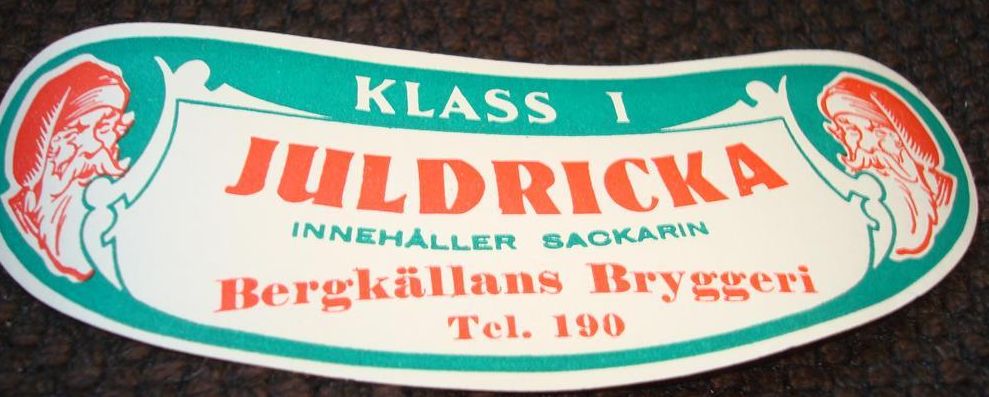 KLASS I
JULDRICKA
INNEHÅLLER SACKARIN
Bergkällans Bryggeri
Tel. 190